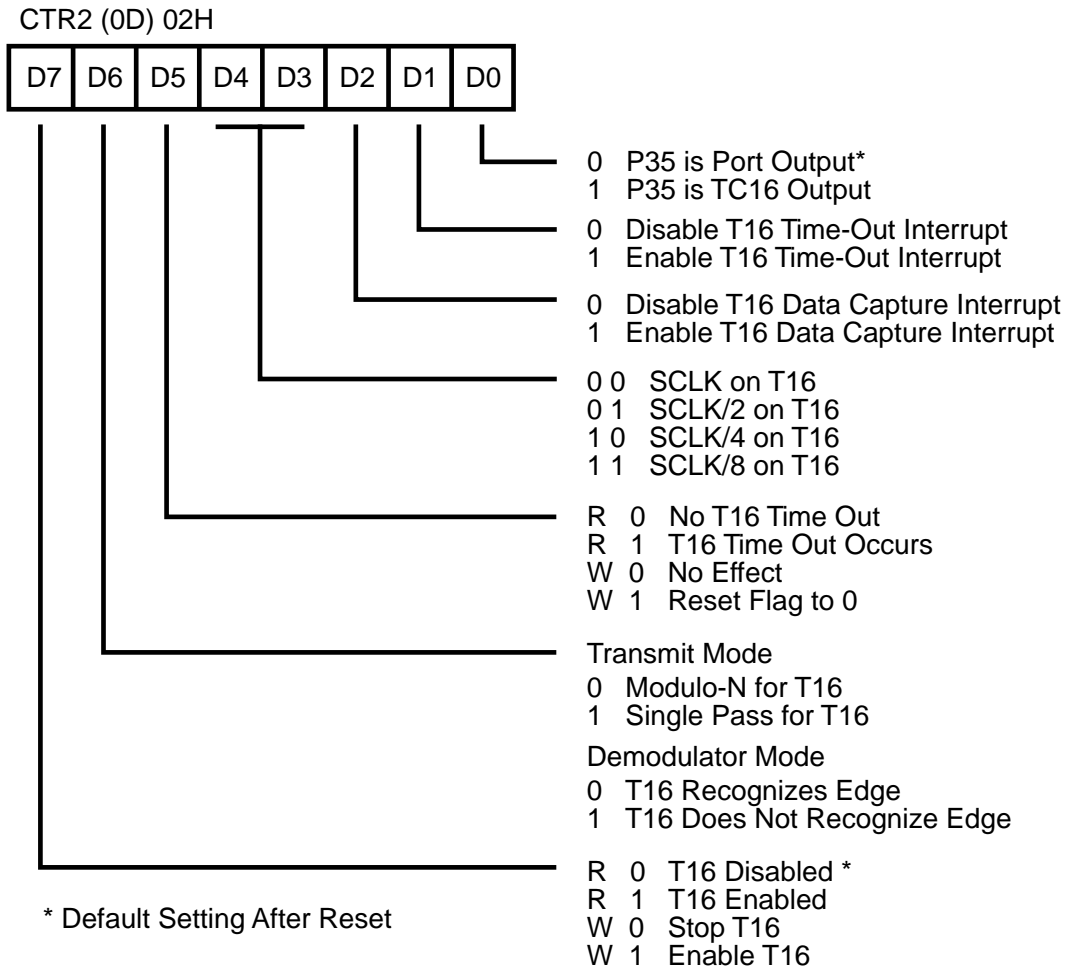 CTR2 (0D) 02H
D7 D6 D5 D4 D3 D2 D1 D0
0 P35 is Port Output*
1 P35 is TC16 Output
0 Disable T16 Time-Out Interrupt
1 Enable T16 Time-Out Interrupt
0 Disable T16 Data Capture Interrupt
1 Enable T16 Data Capture Interrupt
0 0 SCLK on T16
0 1 SCLK/2 on T16
1 0 SCLK/4 on T16
1 1 SCLK/8 on T16
R 0 No T16 Time Out
R 1 T16 Time Out Occurs
W 0 No Effect
W 1 Reset Flag to 0
Transmit Mode
0 Modulo-N for T16
1 Single Pass for T16
Demodulator Mode
0 T16 Recognizes Edge
1 T16 Does Not Recognize Edge
R 0 T16 Disabled *
R 1 T16 Enabled
W 0 Stop T16
W 1 Enable T16
* Default Setting After Reset